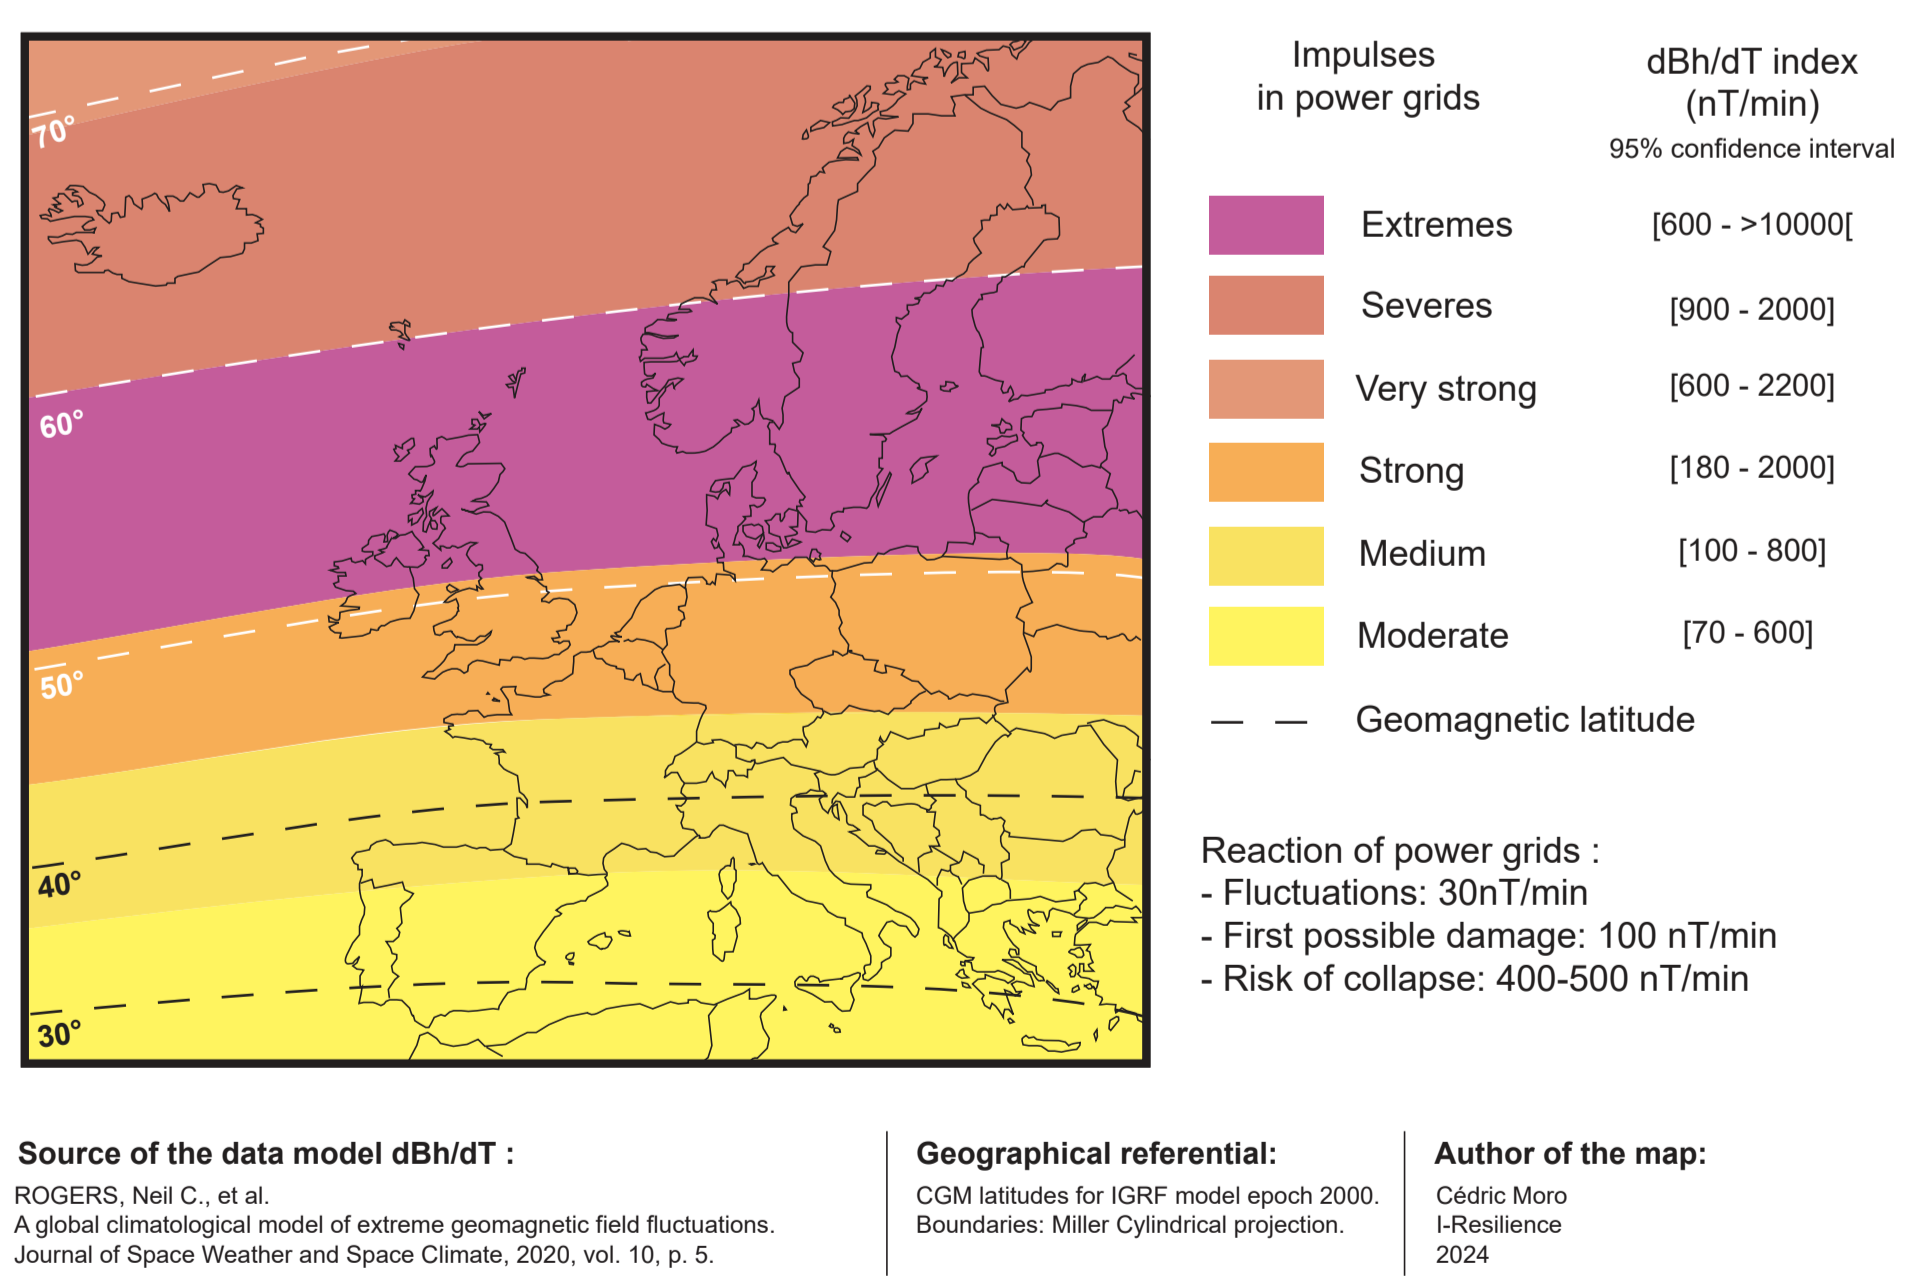 70°
60°
50°
40°
30°
Impulses
in power grids
dBh/dT index
(nT/min)
95% confidence interval
Extremes [600 - >10000[
Severes [900 - 2000]
Very strong [600 - 2200]
Strong [180 - 2000]
Medium [100 - 800]
Moderate [70 - 600]
Geomagnetic latitude
Reaction of power grids :
- Fluctuations: 30nT/min
- First possible damage: 100 nT/min
- Risk of collapse: 400-500 nT/min
Source of the data model dBh/dT :
ROGERS, Neil C., et al.
A global climatological model of extreme geomagnetic field fluctuations.
Journal of Space Weather and Space Climate, 2020, vol. 10, p. 5.
Geographical referential:
CGM latitudes for IGRF model epoch 2000.
Boundaries: Miller Cylindrical projection.
Author of the map:
Cédric Moro
I-Resilience
2024